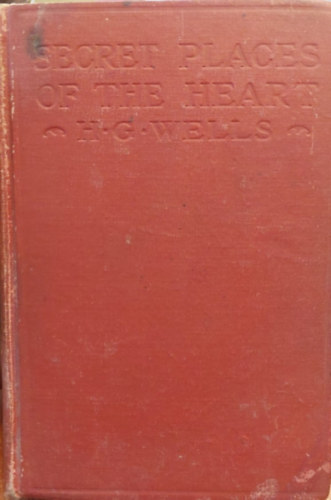 SECRET PLACES
OF THE HEART
H·G·WELLS